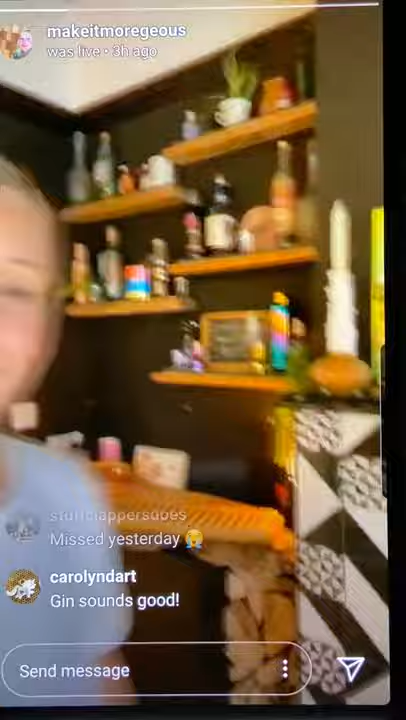 makeitmoregeous
was live • 3h ago
Missed yesterday 😭
carolyndart
Gin sounds good!
Send message